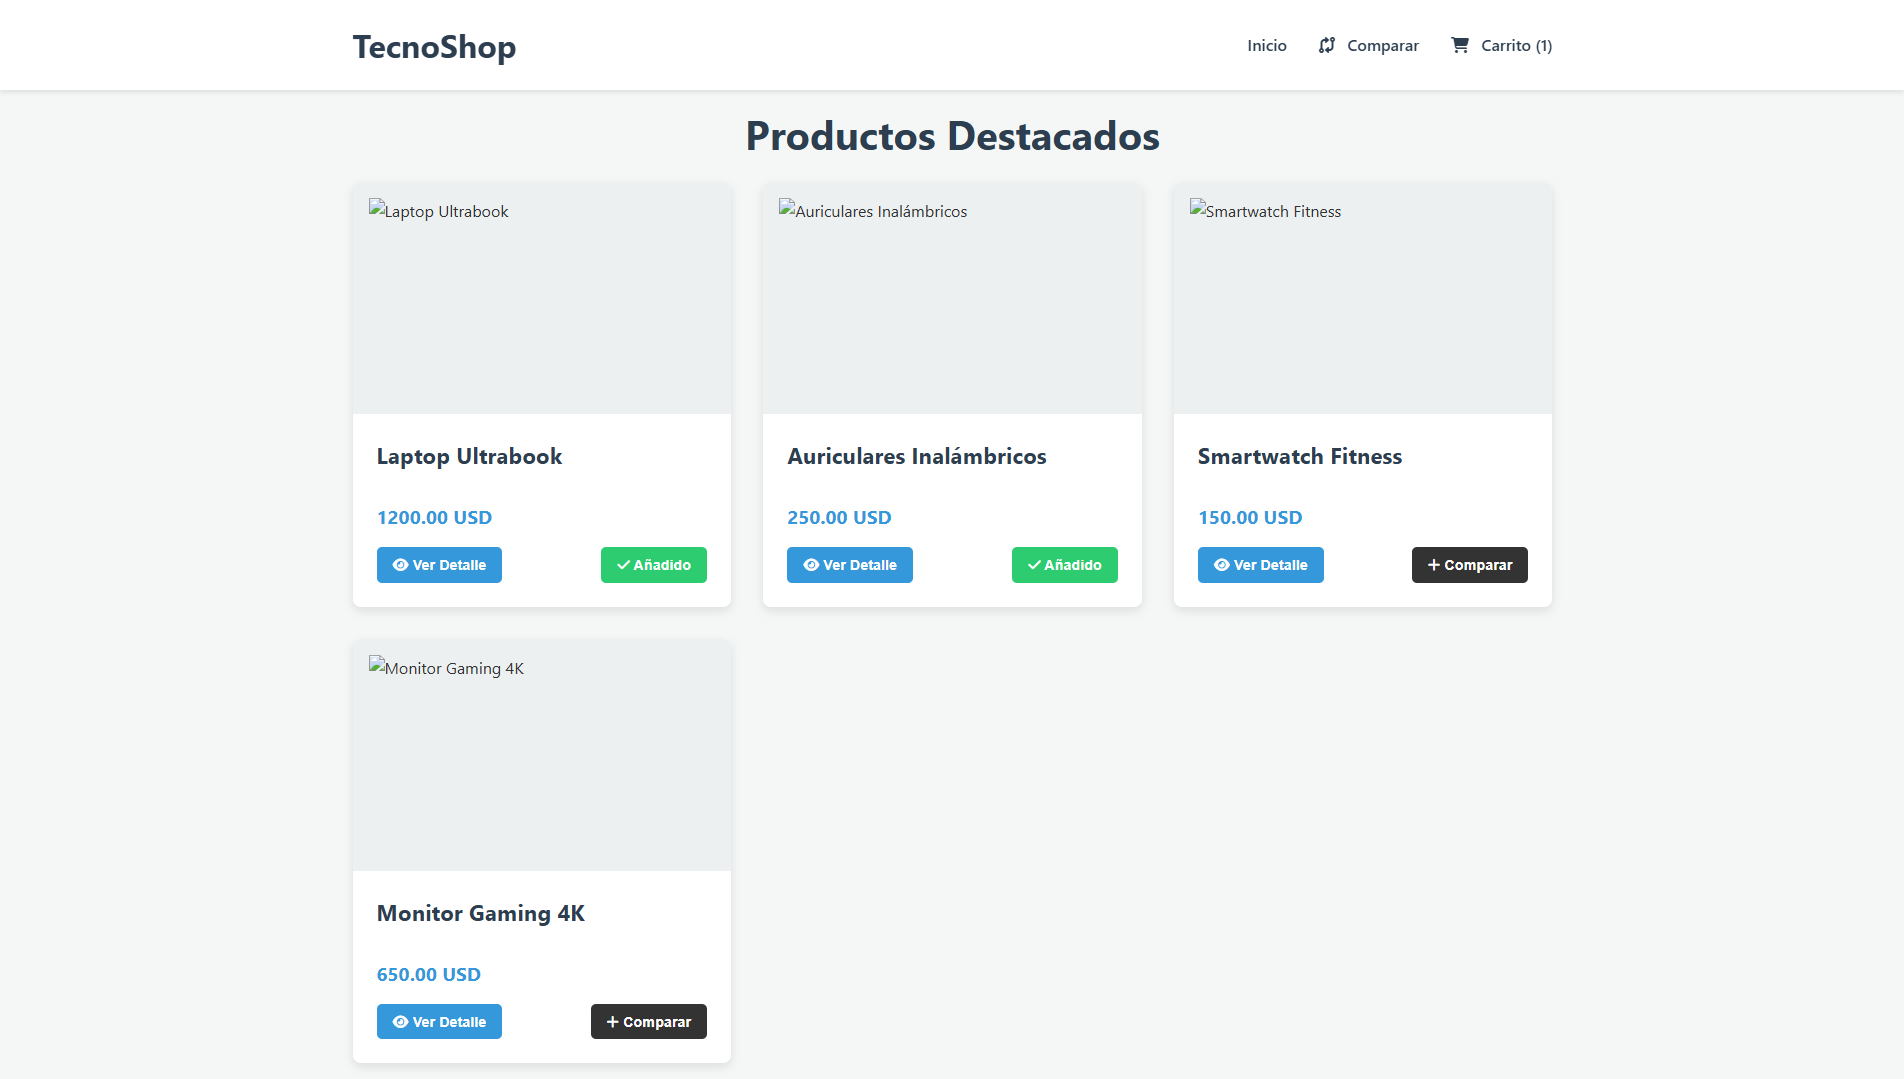 TecnoShop
Inicio
Comparar
Carrito (1)
Productos Destacados
Laptop Ultrabook
Auriculares Inalámbricos
Smartwatch Fitness
Laptop Ultrabook
1200.00 USD
Ver Detalle
Añadido
Auriculares Inalámbricos
250.00 USD
Ver Detalle
Añadido
Smartwatch Fitness
150.00 USD
Ver Detalle
Comparar
Monitor Gaming 4K
Monitor Gaming 4K
650.00 USD
Ver Detalle
Comparar